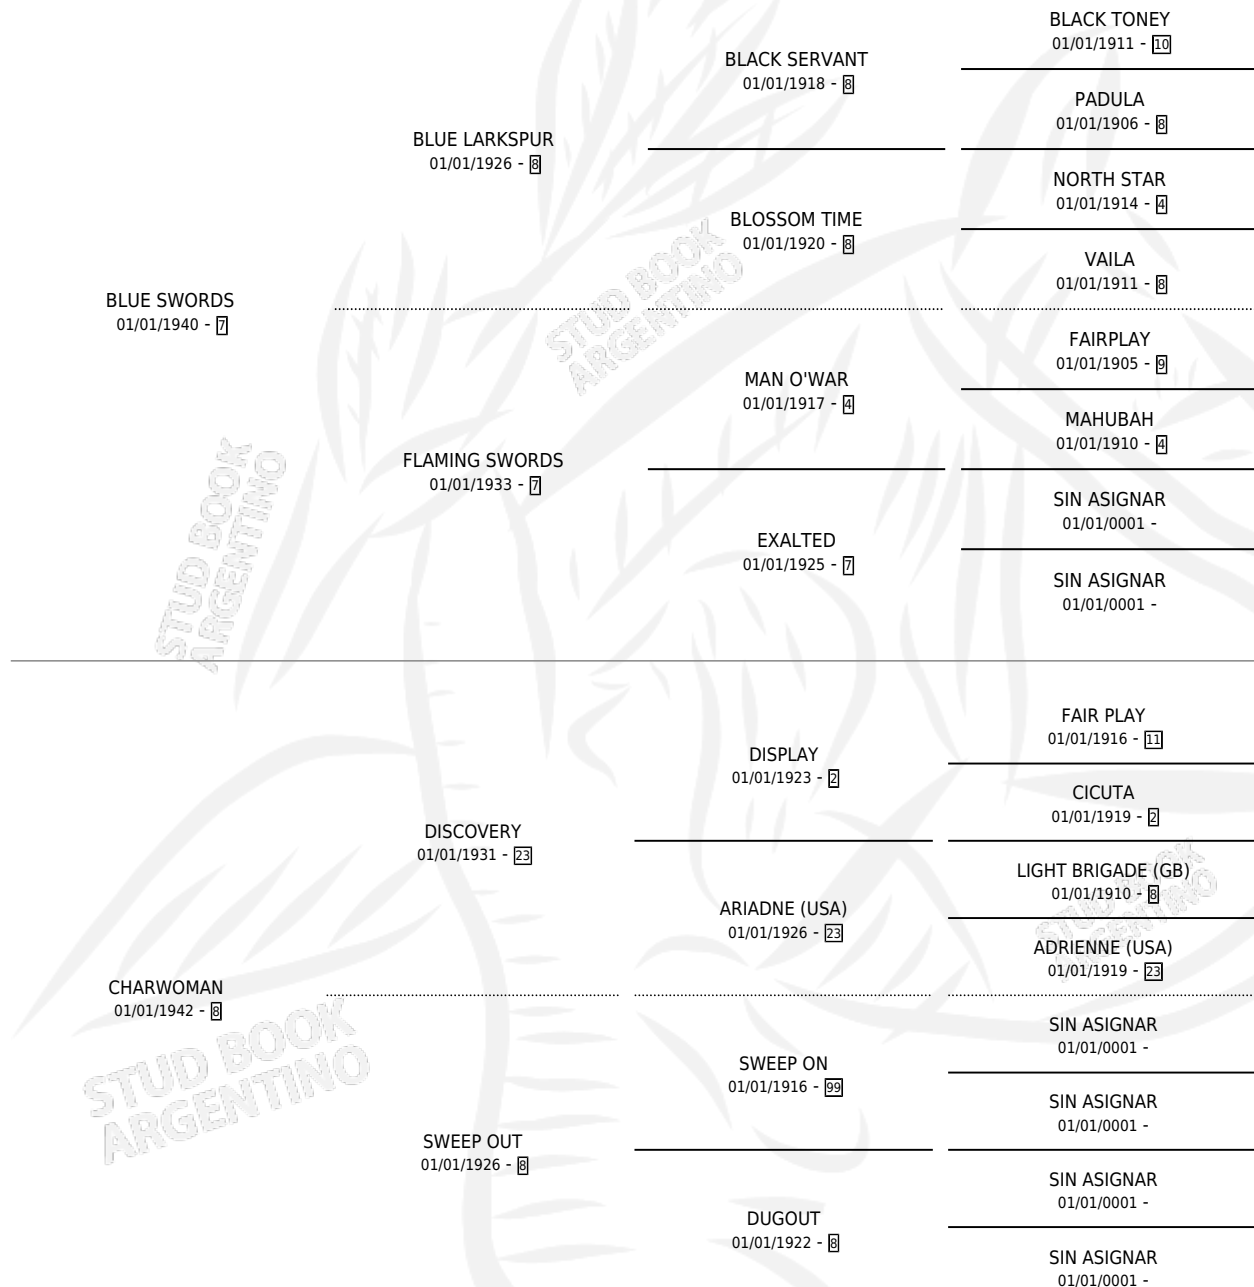 BLACK TONEY
01/01/1911 - 10
BLACK SERVANT
01/01/1918 - 8
PADULA
01/01/1906 - 8
BLUE LARKSPUR
01/01/1926 - 8
NORTH STAR
01/01/1914 - 4
BLOSSOM TIME
01/01/1920 - 8
VAILA
01/01/1911 - 8
BLUE SWORDS
01/01/1940 - 7
FAIRPLAY
01/01/1905 - 9
MAN O'WAR
01/01/1917 - 4
MAHUBAH
01/01/1910 - 4
FLAMING SWORDS
01/01/1933 - 7
SIN ASIGNAR
01/01/0001 -
EXALTED
01/01/1925 - 7
SIN ASIGNAR
01/01/0001 -
FAIR PLAY
01/01/1916 - 11
DISPLAY
01/01/1923 - 2
CICUTA
01/01/1919 - 2
DISCOVERY
01/01/1931 - 23
LIGHT BRIGADE (GB)
01/01/1910 - 8
ARIADNE (USA)
01/01/1926 - 23
ADRIENNE (USA)
01/01/1919 - 23
CHARWOMAN
01/01/1942 - 8
SIN ASIGNAR
01/01/0001 -
SWEEP ON
01/01/1916 - 99
SIN ASIGNAR
01/01/0001 -
SWEEP OUT
01/01/1926 - 8
SIN ASIGNAR
01/01/0001 -
DUGOUT
01/01/1922 - 8
SIN ASIGNAR
01/01/0001 -
STUD BOOK
ARGENTINO
STUD BOOK
ARGENTINO
STUD BOOK
ARGENTINO
STUD BOOK
ARGENTINO